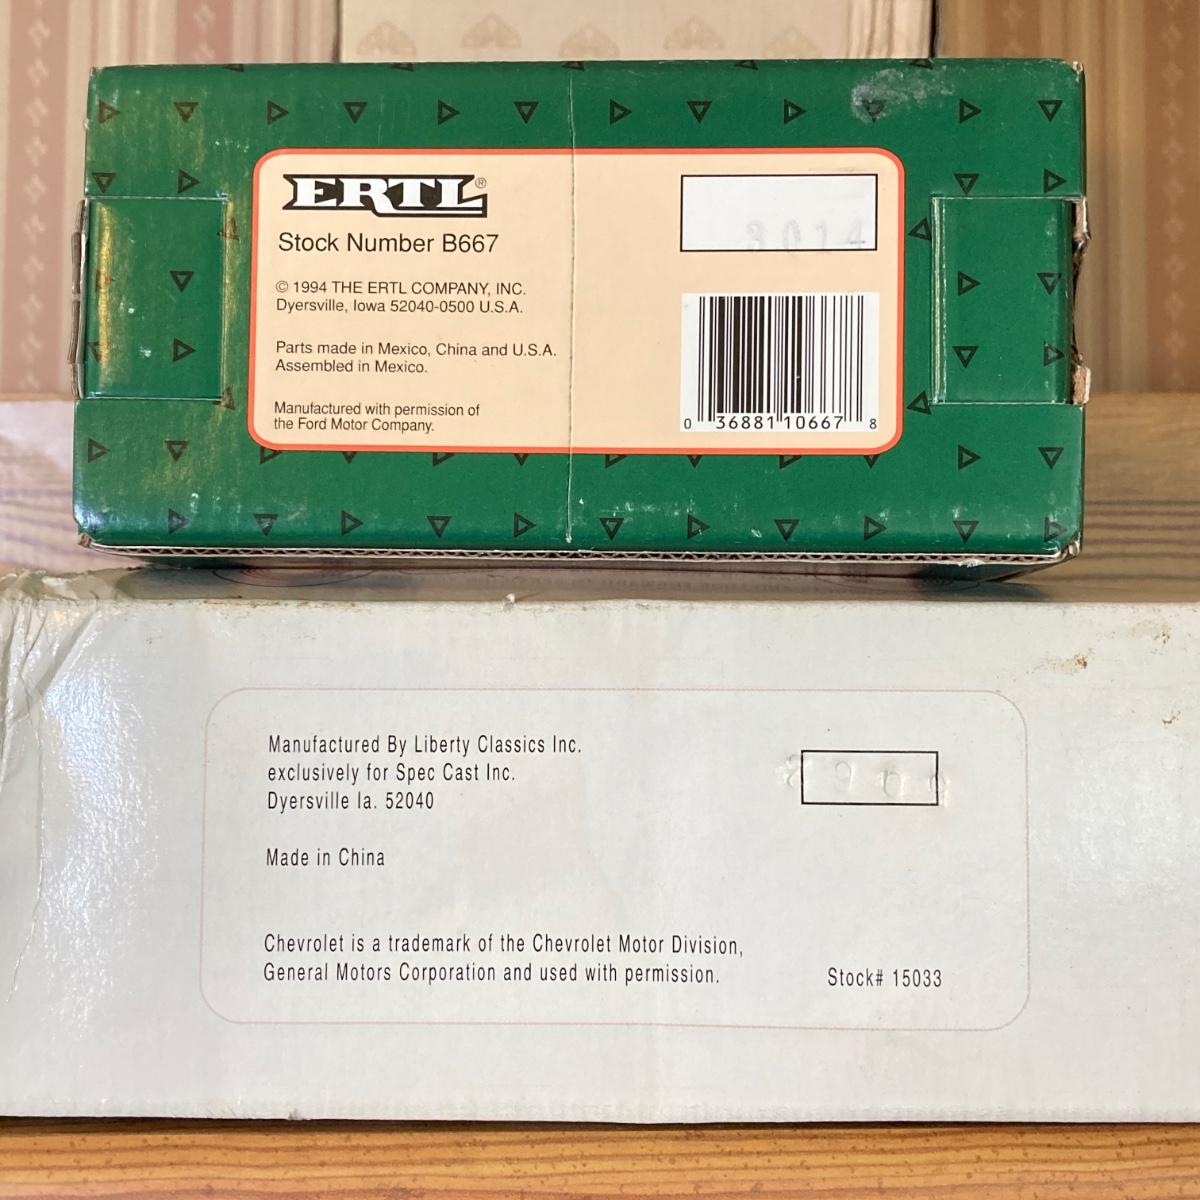 ERTL®
Stock Number B667
© 1994 THE ERTL COMPANY, INC.
Dyersville, Iowa 52040-0500 U.S.A.
Parts made in Mexico, China and U.S.A.
Assembled in Mexico.
Manufactured with permission of
the Ford Motor Company.
8014
0 36881 10667 8
Manufactured By Liberty Classics Inc.
exclusively for Spec Cast Inc.
Dyersville Ia. 52040
Made in China
Chevrolet is a trademark of the Chevrolet Motor Division,
General Motors Corporation and used with permission.
Stock# 15033